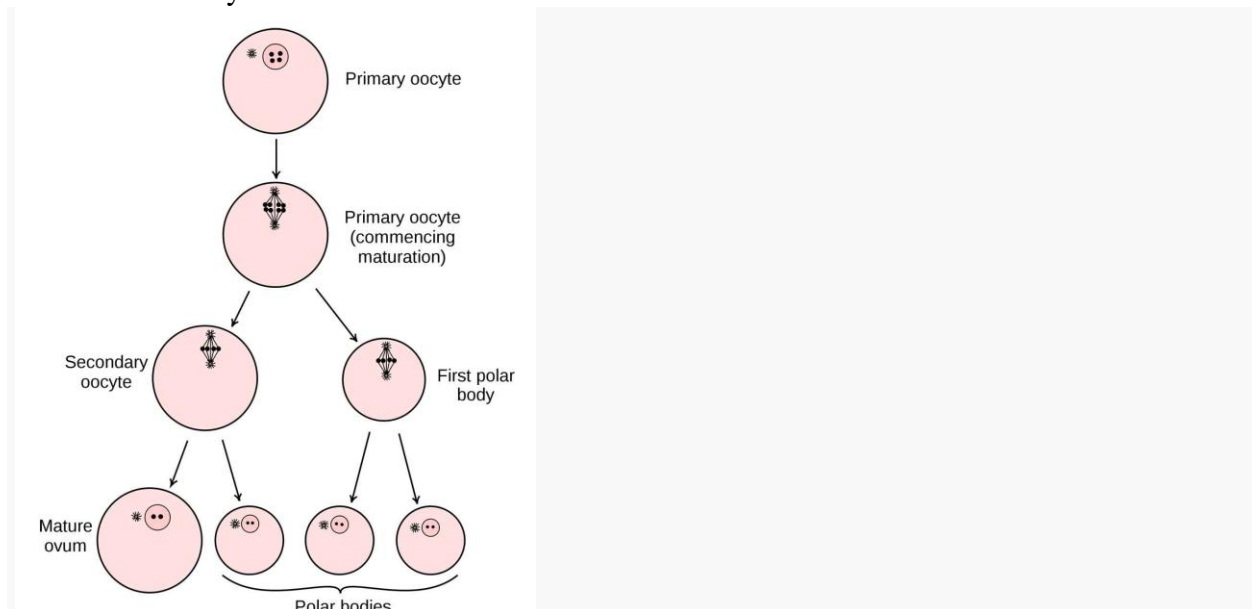 Primary oocyte
Primary oocyte
(commencing
maturation)
Secondary
oocyte
First polar
body
Mature
ovum
Polar bodies